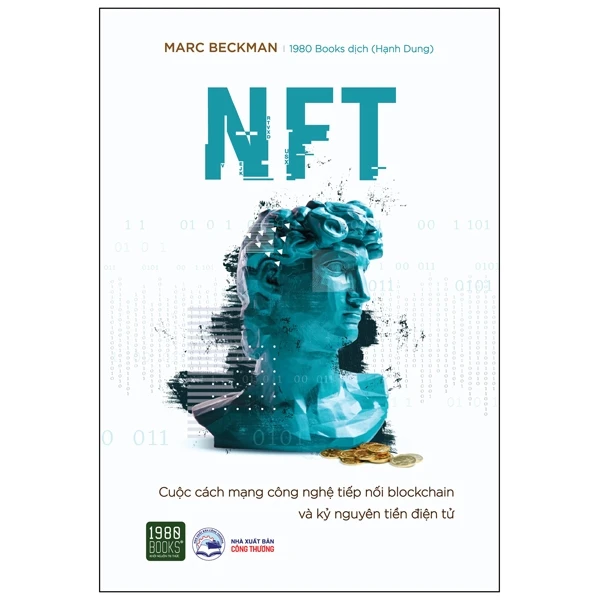 MARC BECKMAN | 1980 Books dịch (Hạnh Dung)
NFT
Cuộc cách mạng công nghệ tiếp nối blockchain
và kỷ nguyên tiền điện tử
1980
BOOKS
NHÀ XUẤT BẢN
CÔNG THƯƠNG